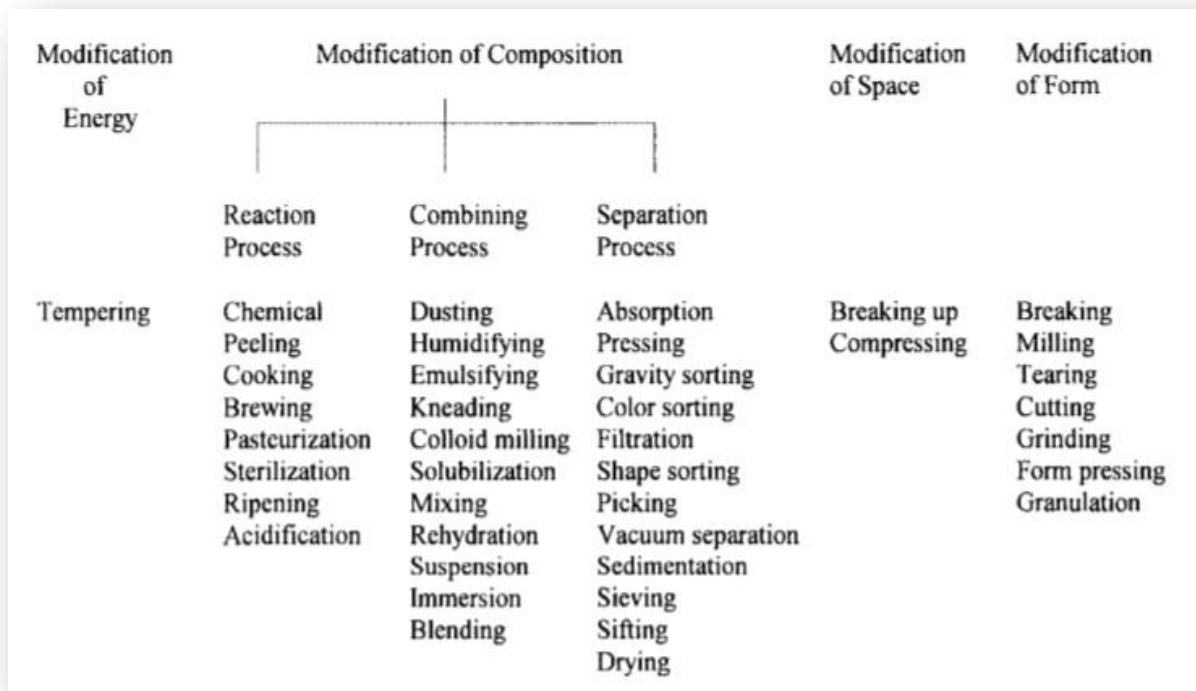 Modification of Energy
Modification of Composition
Modification of Space
Modification of Form
Reaction Process
Combining Process
Separation Process
Tempering
Chemical
Peeling
Cooking
Brewing
Pasteurization
Sterilization
Ripening
Acidification
Dusting
Humidifying
Emulsifying
Kneading
Colloid milling
Solubilization
Mixing
Rehydration
Suspension
Immersion
Blending
Absorption
Pressing
Gravity sorting
Color sorting
Filtration
Shape sorting
Picking
Vacuum separation
Sedimentation
Sieving
Sifting
Drying
Breaking up
Compressing
Breaking
Milling
Tearing
Cutting
Grinding
Form pressing
Granulation